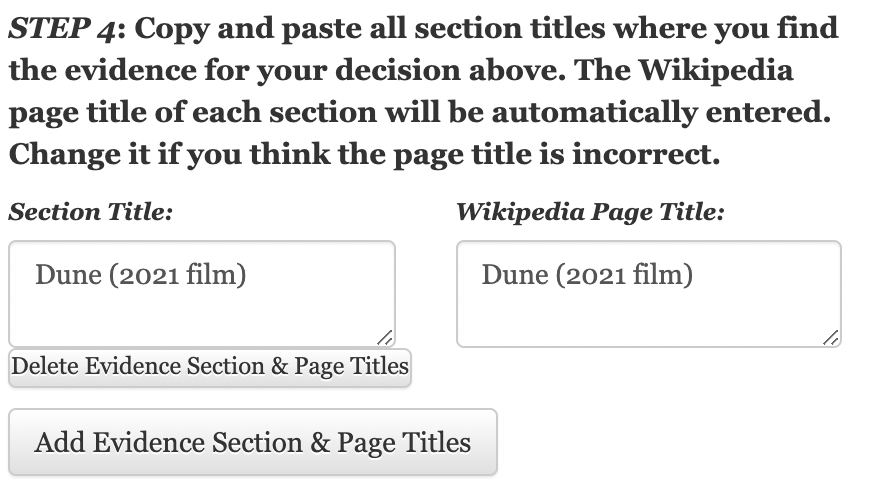 STEP 4: Copy and paste all section titles where you find
the evidence for your decision above. The Wikipedia
page title of each section will be automatically entered.
Change it if you think the page title is incorrect.
Section Title:
Wikipedia Page Title:
Dune (2021 film)
Dune (2021 film)
Delete Evidence Section & Page Titles
Add Evidence Section & Page Titles